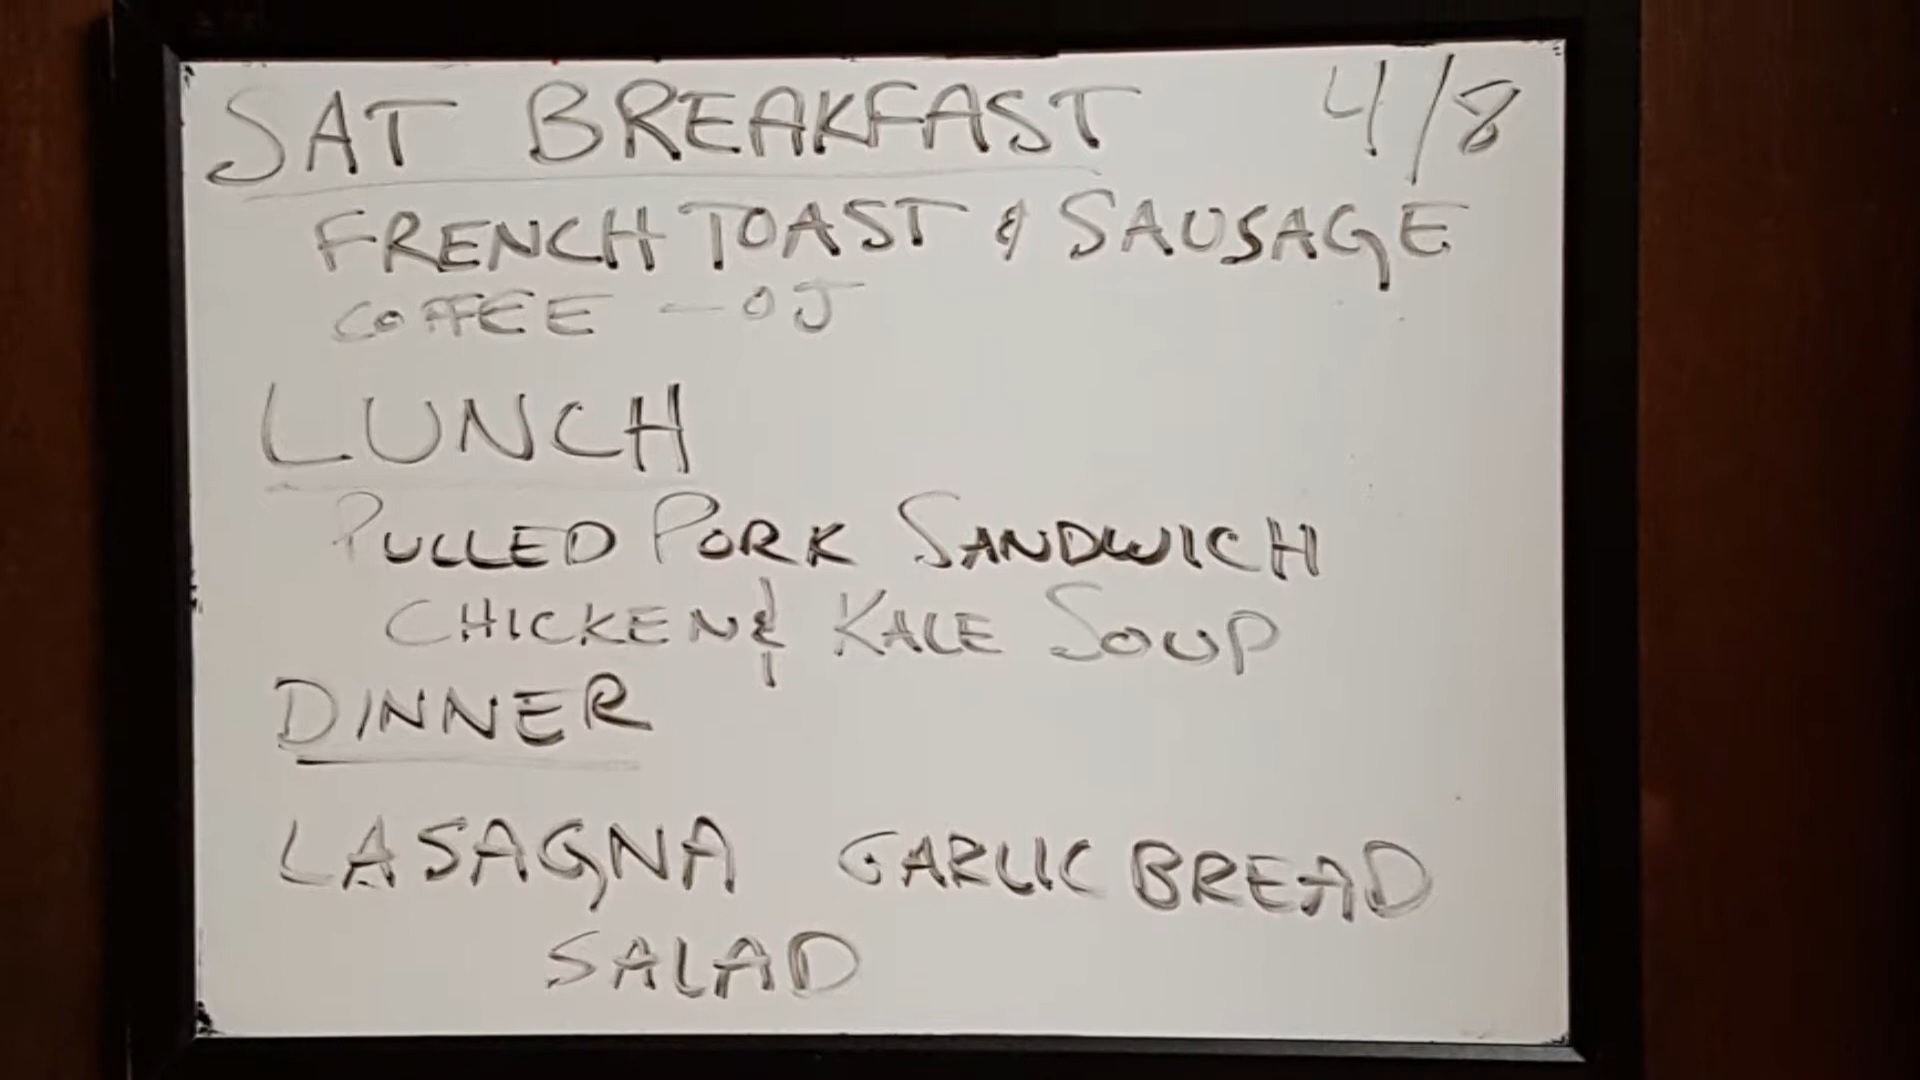 SAT BREAKFAST 4/8
FRENCH TOAST & SAUSAGE
COFFEE - OJ
LUNCH
PULLED PORK SANDWICH
CHICKEN & KALE SOUP
DINNER
LASAGNA GARLIC BREAD
SALAD